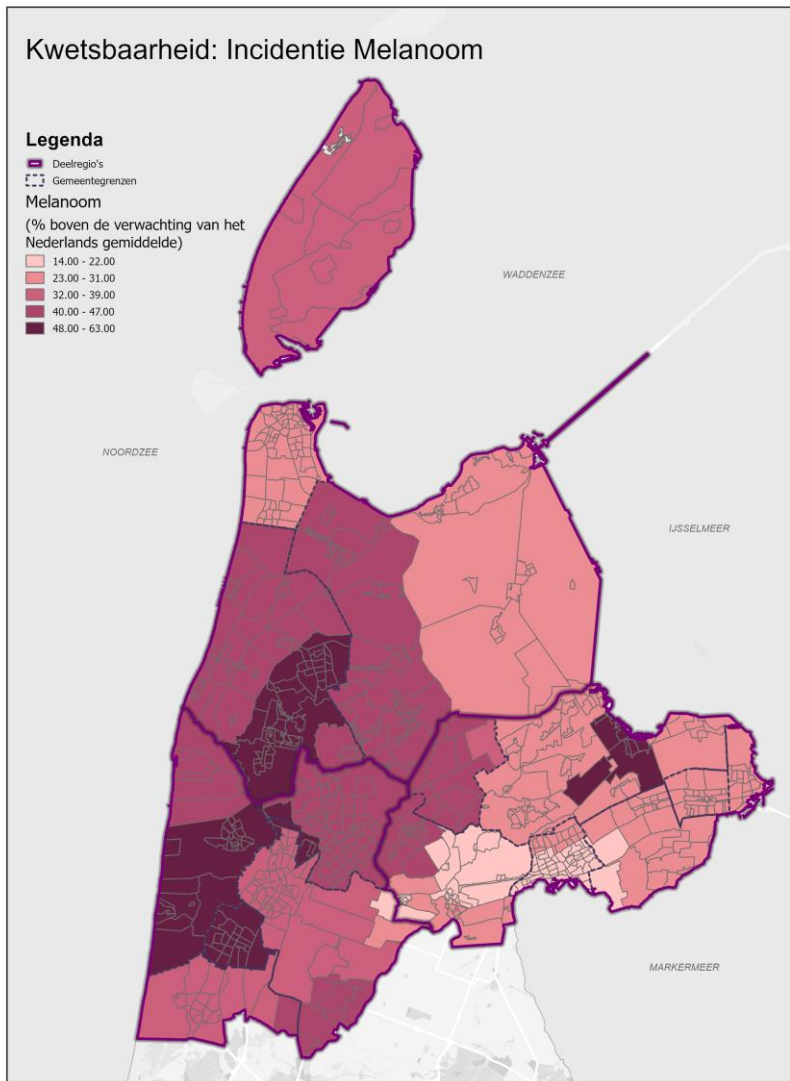 Kwetsbaarheid: Incidentie Melanoom
Legenda
Deelregio's
Gemeentegrenzen
Melanoom
(% boven de verwachting van het
Nederlands gemiddelde)
14.00 - 22.00
23.00 - 31.00
32.00 - 39.00
40.00 - 47.00
48.00 - 63.00
WADDENZEE
NOORDZEE
IJSSELMEER
MARKERMEER